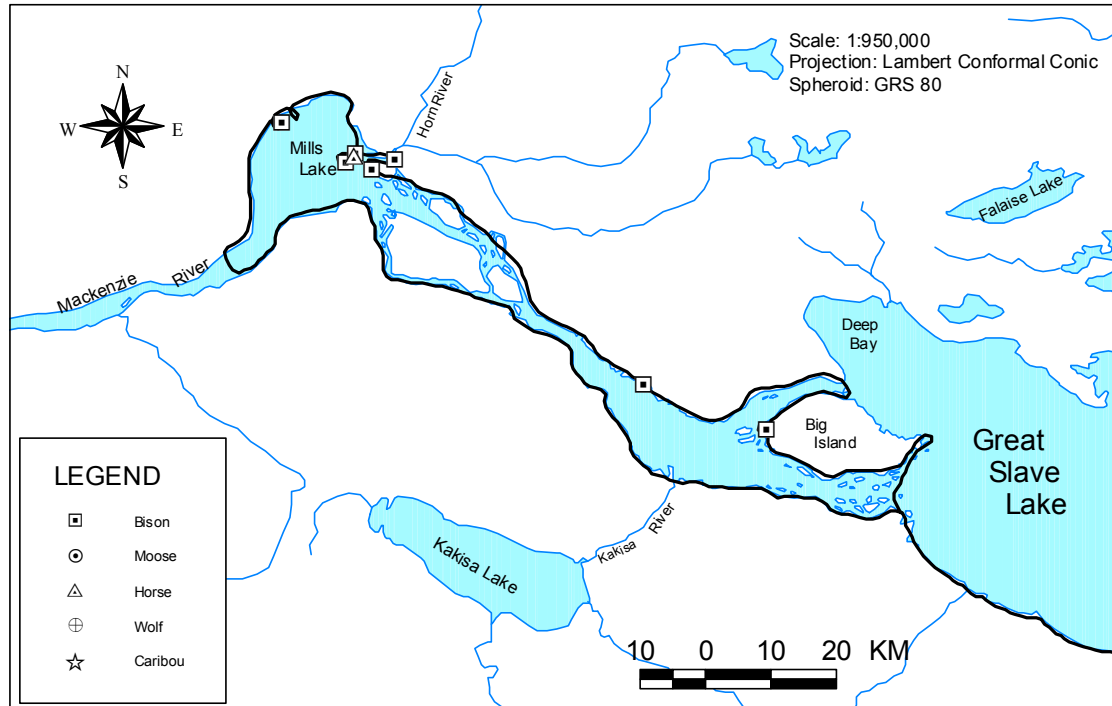 Scale: 1:950,000
Projection: Lambert Conformal Conic
Spheroid: GRS 80
N
W
E
S
Horn River
Mills
Lake
Falaise Lake
Mackenzie
River
Deep
Bay
Big
Island
Great
Slave
Lake
Kakisa
River
Kakisa Lake
LEGEND
Bison
Moose
Horse
Wolf
Caribou
10 0 10 20 KM